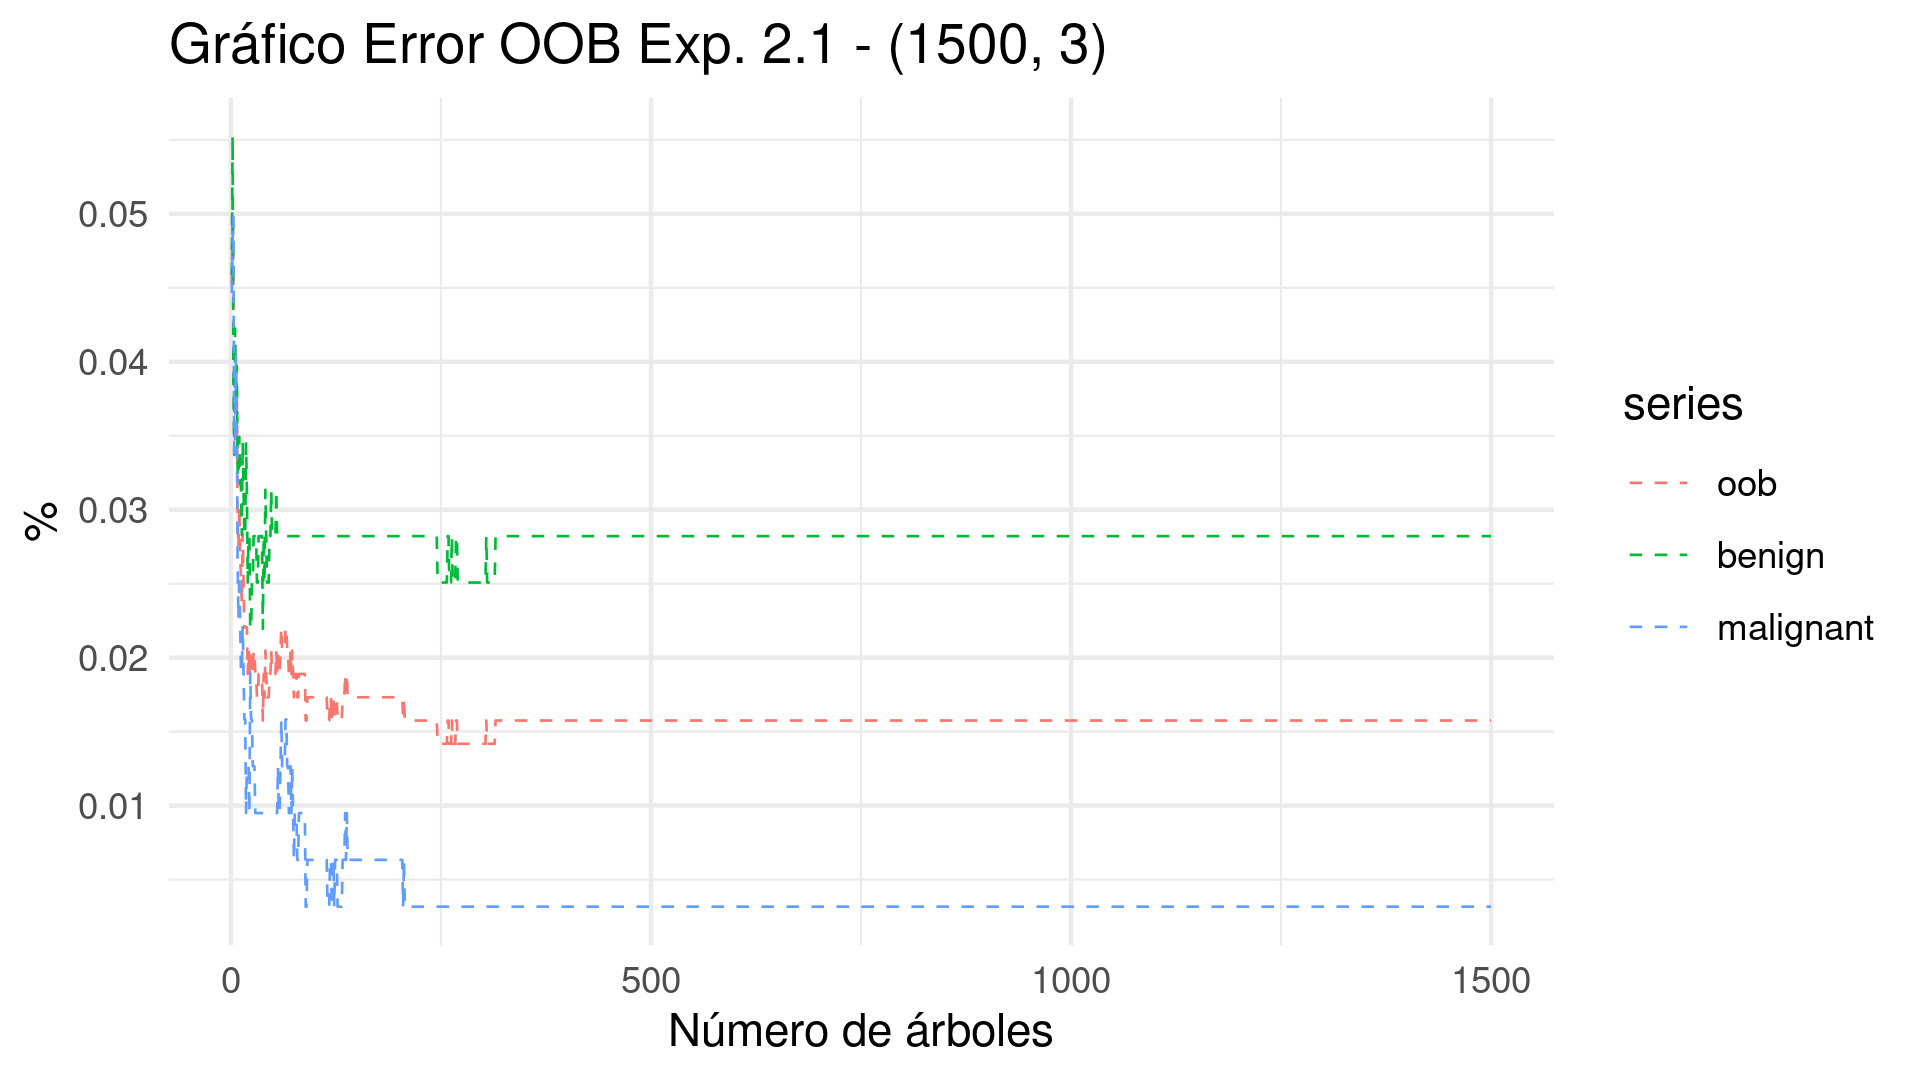 Gráfico Error OOB Exp. 2.1 - (1500, 3)
%
0.05
0.04
0.03
0.02
0.01
0
500
1000
1500
Número de árboles
series
oob
benign
malignant